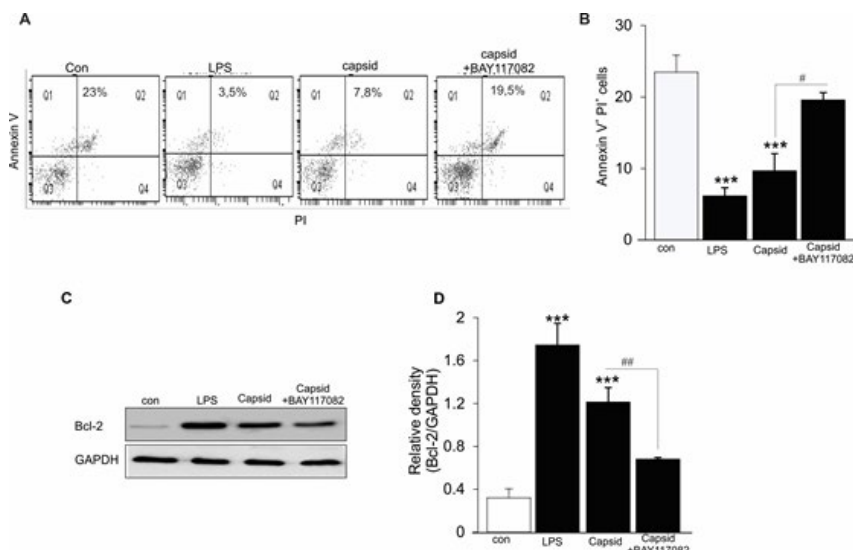 A
Con
LPS
capsid
capsid
+BAY117082
Q1
23%
Q2
Q3
Q4
Q1
3,5%
Q2
Q3
Q4
Q1
7,8%
Q2
Q3
Q4
Q1
19,5%
Q2
Q3
Q4
Annexin V
PI
B
30
20
10
0
Annexin V⁺ PI⁺ cells
***
***
#
con
LPS
Capsid
Capsid
+BAY117082
C
con
LPS
Capsid
Capsid
+BAY117082
Bcl-2
GAPDH
D
2
1.6
1.2
0.8
0.4
0
Relative density
(Bcl-2/GAPDH)
***
***
##
con
LPS
Capsid
Capsid
+BAY117082